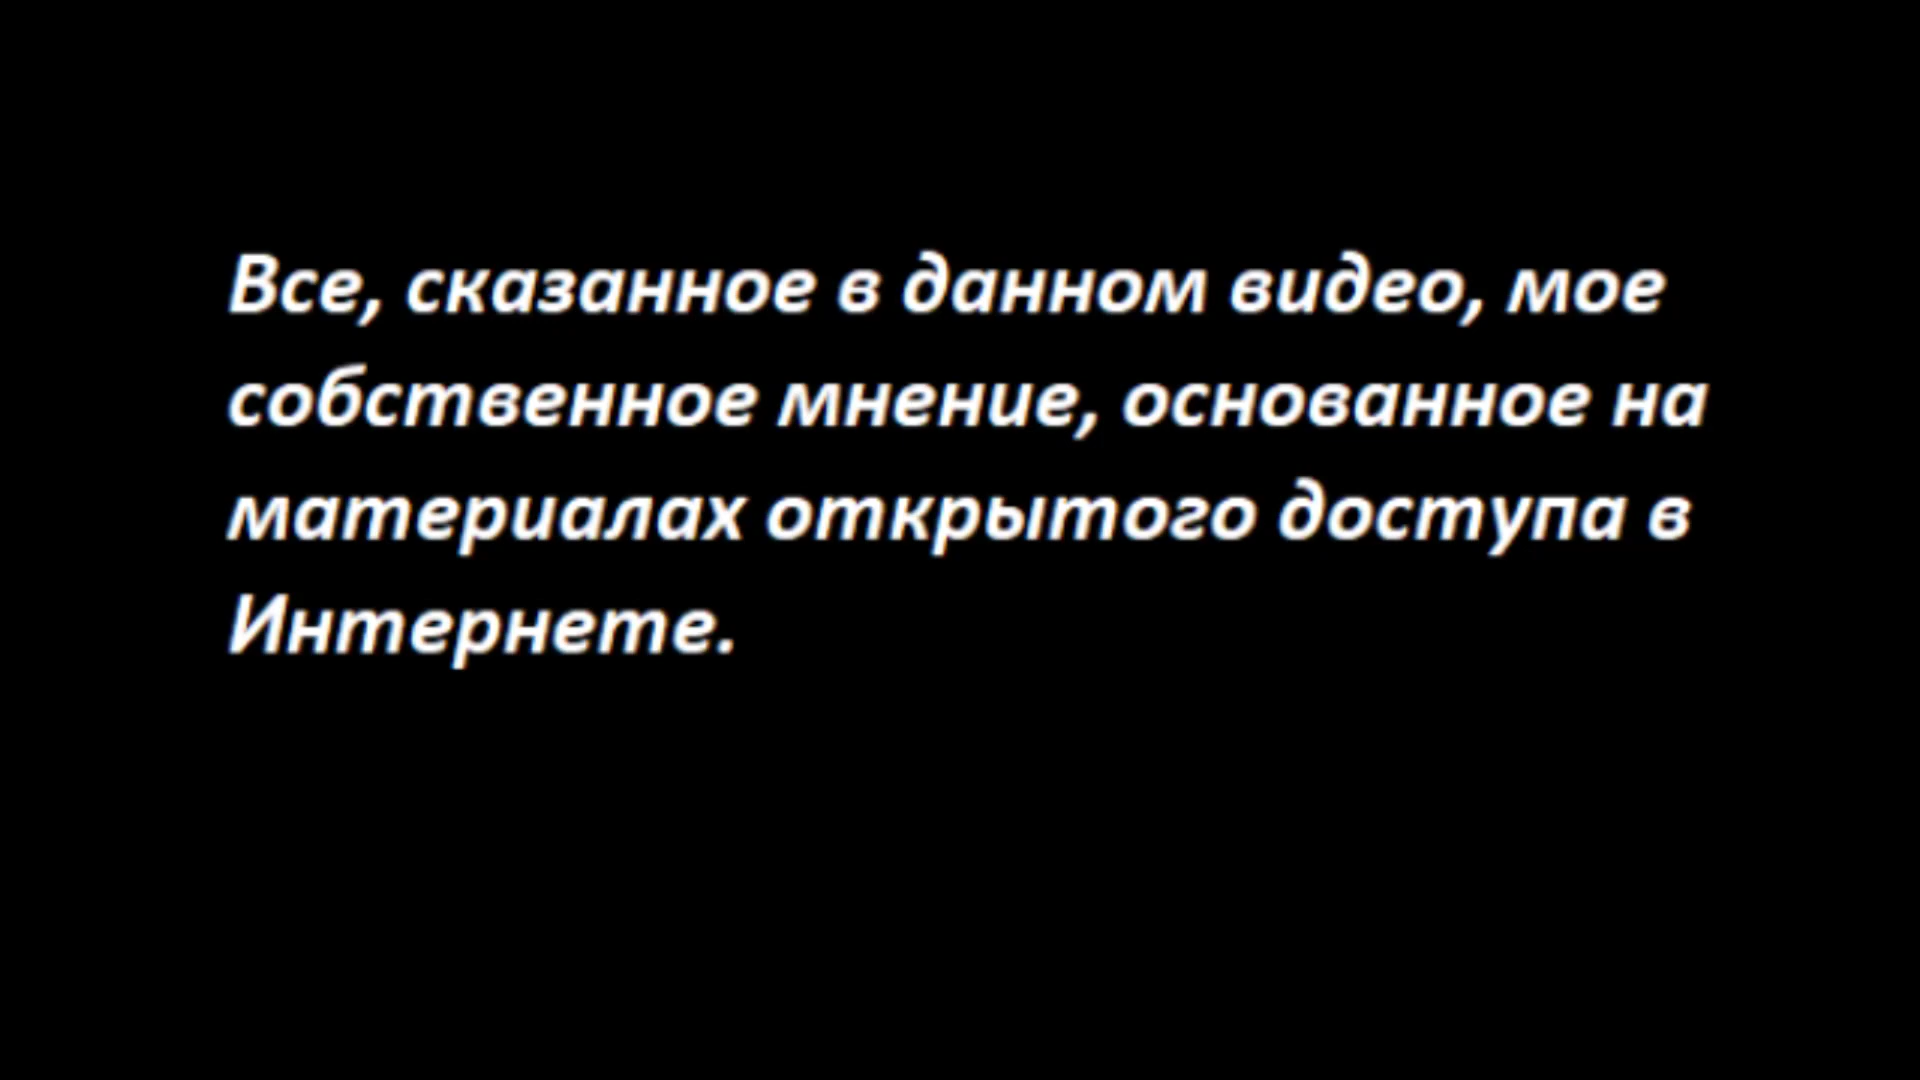 Все, сказанное в данном видео, мое
собственное мнение, основанное на
материалах открытого доступа в
Интернете.